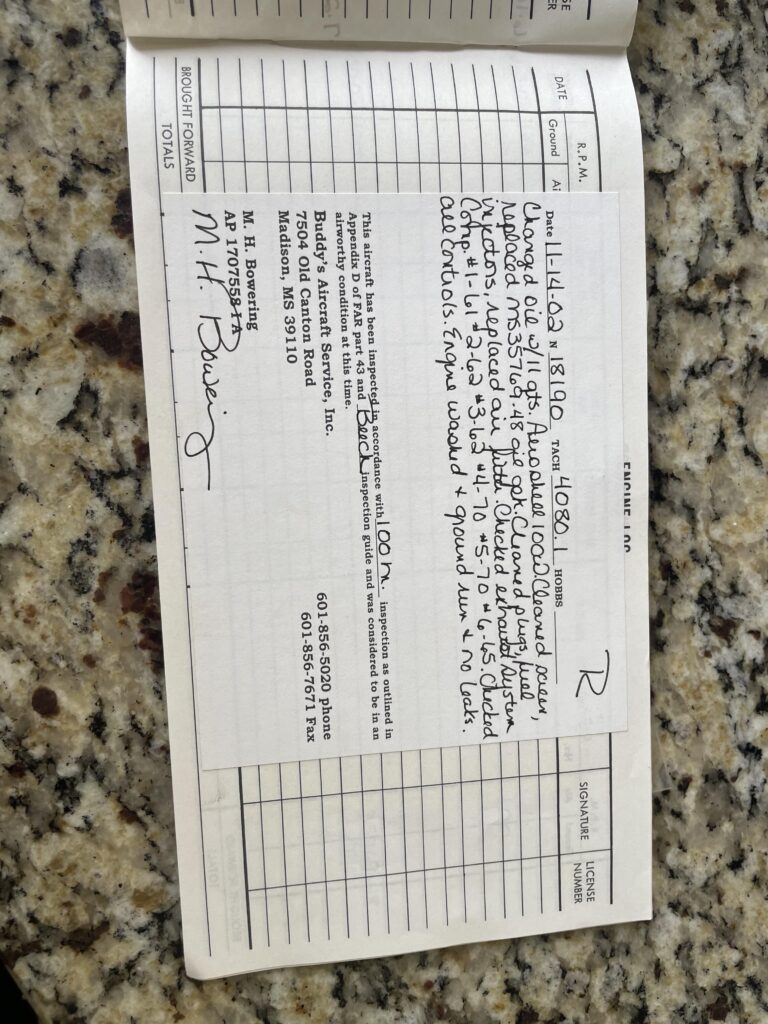 ENGINE LOG
DATE R.P.M. SIGNATURE LICENSE NUMBER
Ground
R
Date 11-14-02 N 18190 TACH 4080.1 HOBBS
Changed oil w/11 qts. Aeroshell 100W. Cleaned screen,
replaced MS35769-48 gskt. Cleaned plugs, fuel
injectors, replaced air filter. Checked exhaust system
Comp. #1-61 #2-62 #3-62 #4-70 #5-70 #6-65. Checked
all controls. Engine washed & ground run & no leaks.
This aircraft has been inspected in accordance with 100 hr. inspection as outlined in
Appendix D of FAR part 43 and Beech inspection guide and was considered to be in an
airworthy condition at this time.
Buddy's Aircraft Service, Inc. 601-856-5020 phone
7504 Old Canton Road 601-856-7671 Fax
Madison, MS 39110
M. H. Bowering
AP 1707558 IA
M. H. Bowering
BROUGHT FORWARD
TOTALS